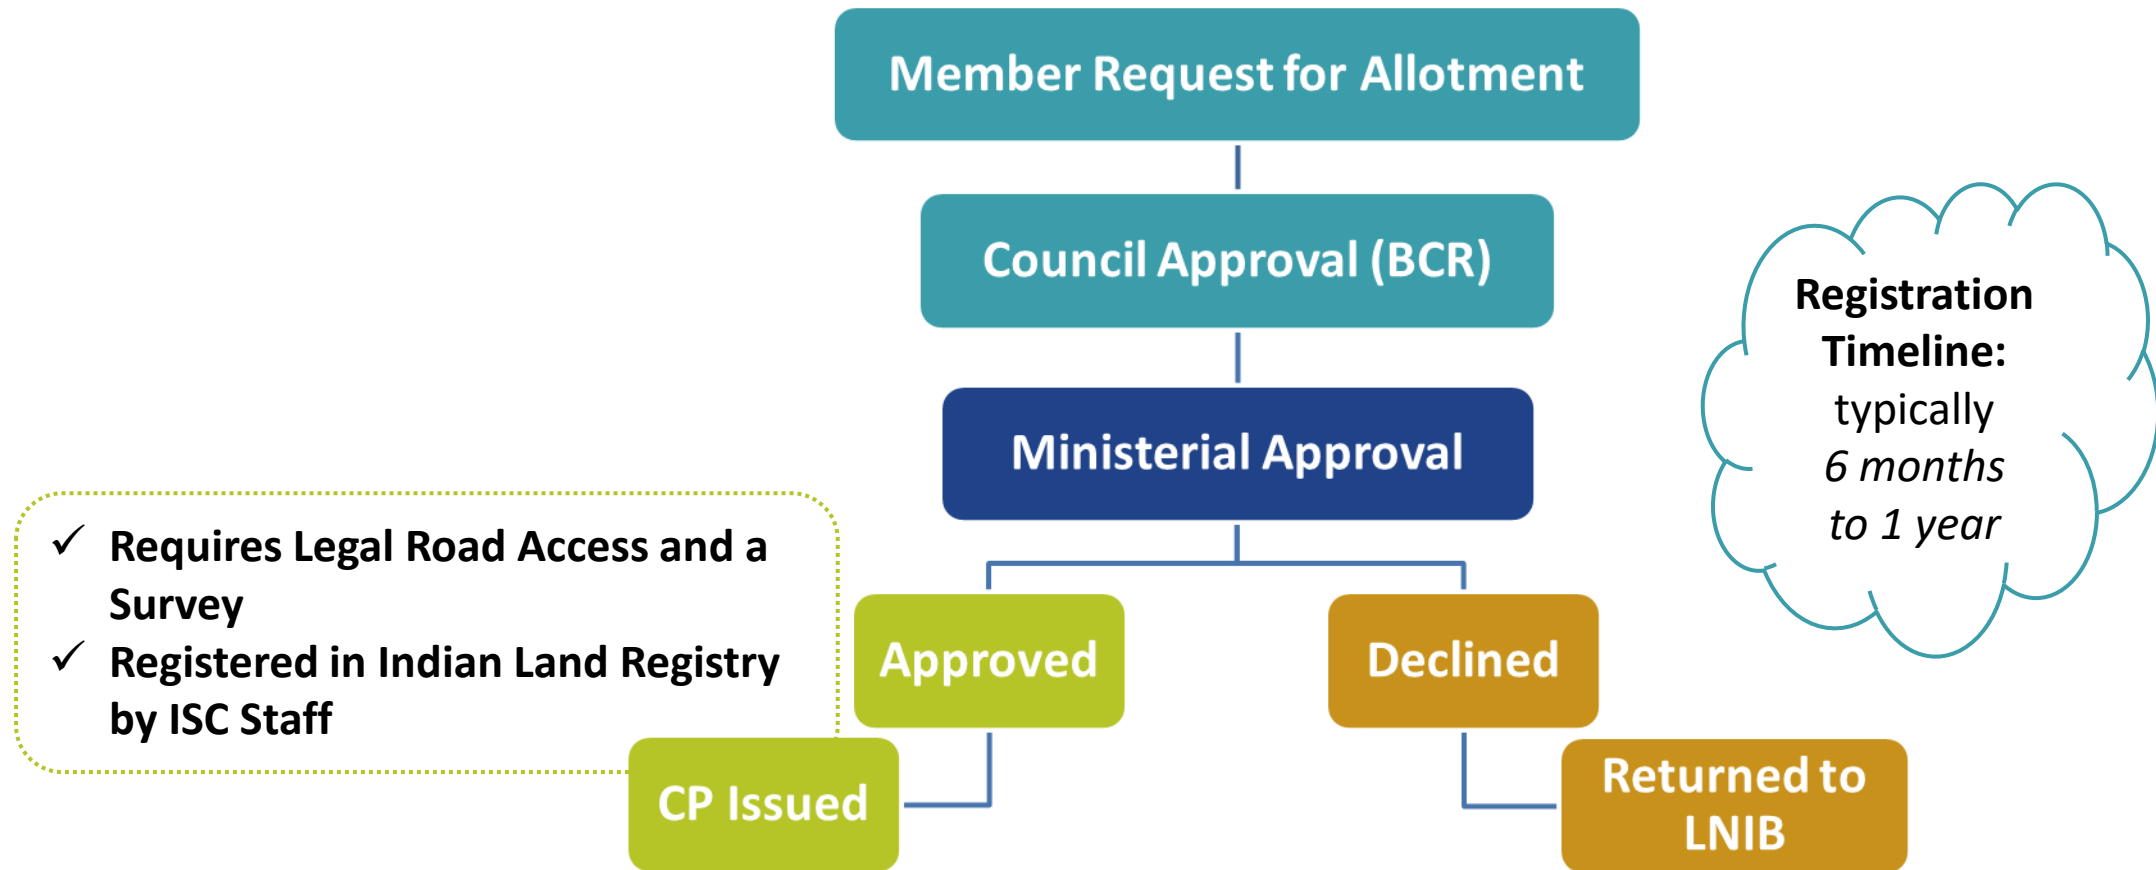 Member Request for Allotment
Council Approval (BCR)
Registration
Timeline:
typically
6 months
to 1 year
Ministerial Approval
✓ Requires Legal Road Access and a
Survey
✓ Registered in Indian Land Registry
by ISC Staff
Approved
Declined
CP Issued
Returned to
LNIB